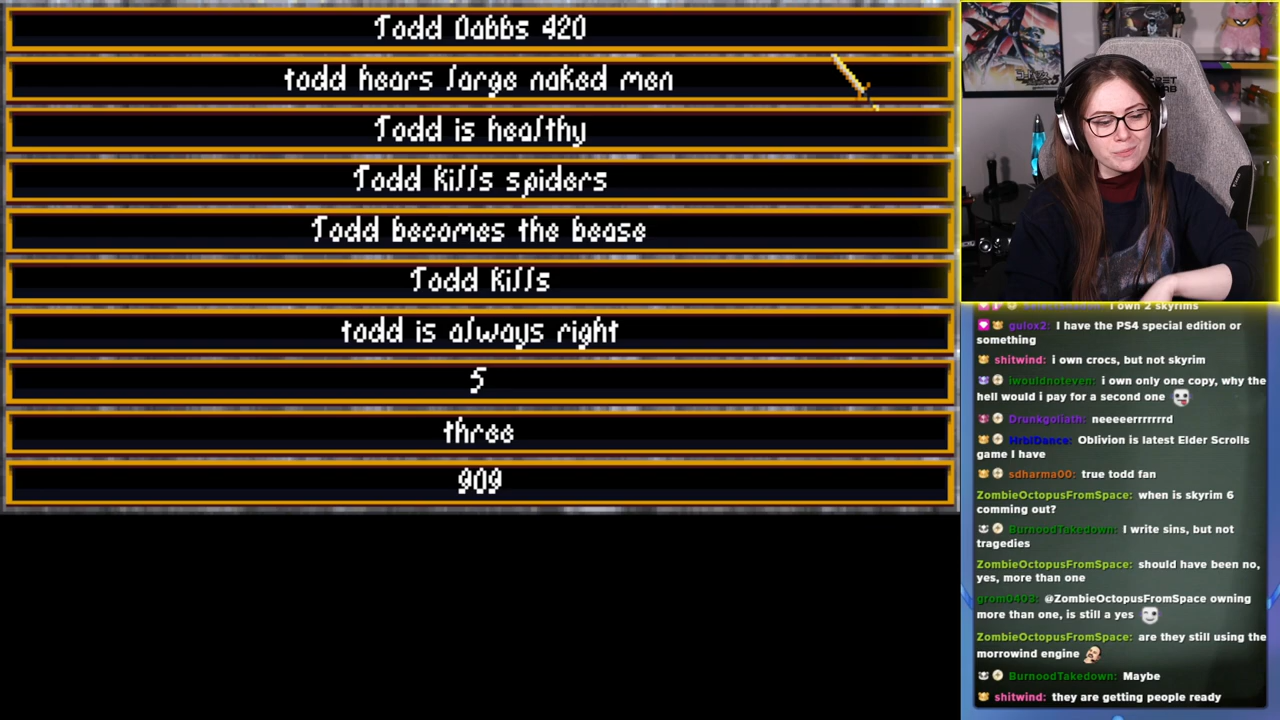 Todd Dabbs 420
todd hears large naked men
Todd is healthy
Todd kills spiders
Todd becomes the bease
Todd kills
todd is always right
5
three
909
I own 2 skyrims
gulox2: I have the PS4 special edition or
something
shitwind: i own crocs, but not skyrim
iwouldnoteven: i own only one copy, why the
hell would i pay for a second one
Drunkgoliath: neeeerrrrrrd
HrblDance: Oblivion is latest Elder Scrolls
game I have
sdharma00: true todd fan
ZombieOctopusFromSpace: when is skyrim 6
comming out?
BurnoodTakedown: I write sins, but not
tragedies
ZombieOctopusFromSpace: should have been no,
yes, more than one
grom0403: @ZombieOctopusFromSpace owning
more than one, is still a yes
ZombieOctopusFromSpace: are they still using the
morrowind engine
BurnoodTakedown: Maybe
shitwind: they are getting people ready